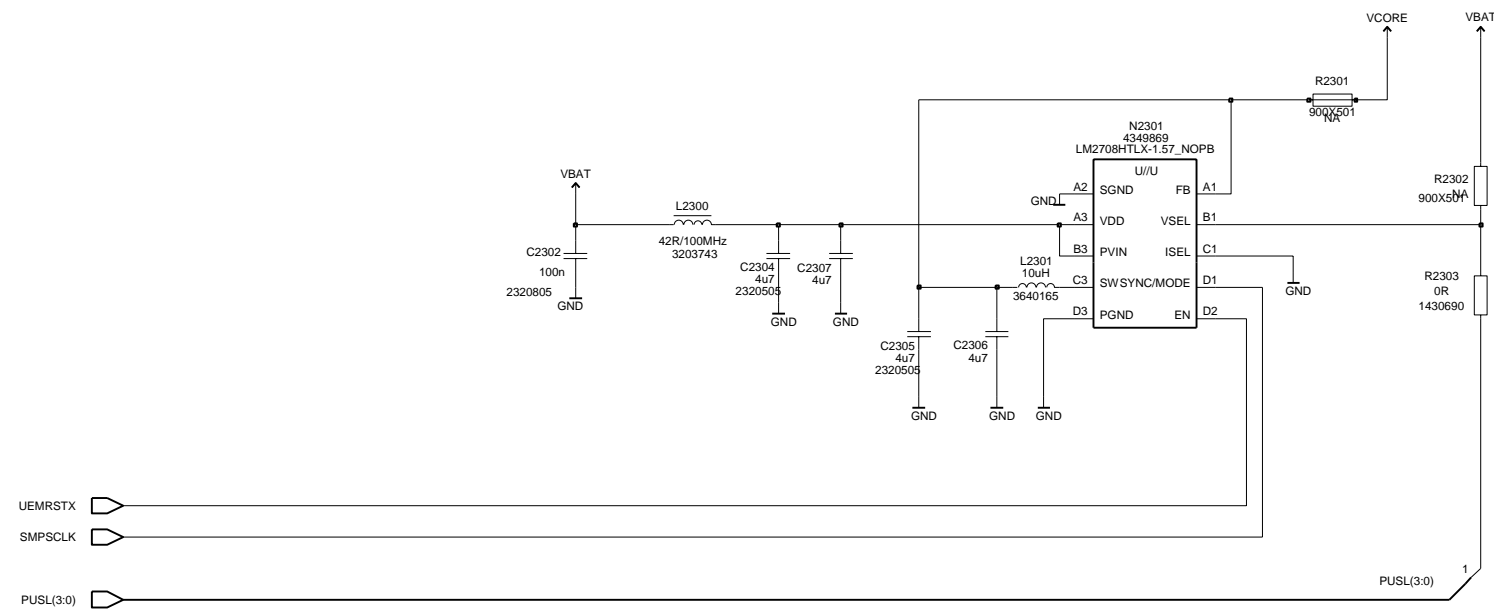 VCORE
VBAT
R2301
900X501
NA
N2301
4349869
LM2708HTLX-1.57_NOPB
U//U
VBAT
R2302
NA
900X501
A2
SGND
FB
A1
GND
L2300
A3
VDD
VSEL
B1
42R/100MHz
3203743
C2302
100n
2320805
GND
C2304
4u7
2320505
GND
C2307
4u7
GND
B3
PVIN
ISEL
C1
GND
L2301
10uH
3640165
C3
SW
SYNC/MODE
D1
R2303
0R
1430690
D3
PGND
EN
D2
C2305
4u7
2320505
GND
C2306
4u7
GND
GND
UEMRSTX
SMPSCLK
PUSL(3:0)
PUSL(3:0)
1